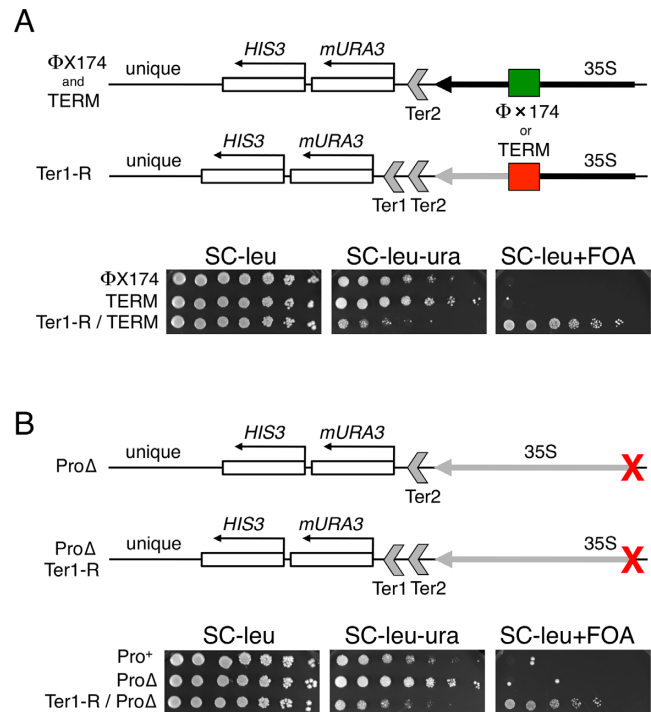 A
ΦX174
and
TERM
unique
HIS3
mURA3
35S
Ter2
Φ×174
or
TERM
Ter1-R
unique
HIS3
mURA3
35S
Ter1 Ter2
SC-leu SC-leu-ura SC-leu+FOA
ΦX174
TERM
Ter1-R / TERM
B
ProΔ
unique
HIS3
mURA3
35S
X
Ter2
ProΔ
Ter1-R
unique
HIS3
mURA3
35S
X
Ter1 Ter2
SC-leu SC-leu-ura SC-leu+FOA
Pro+
ProΔ
Ter1-R / ProΔ